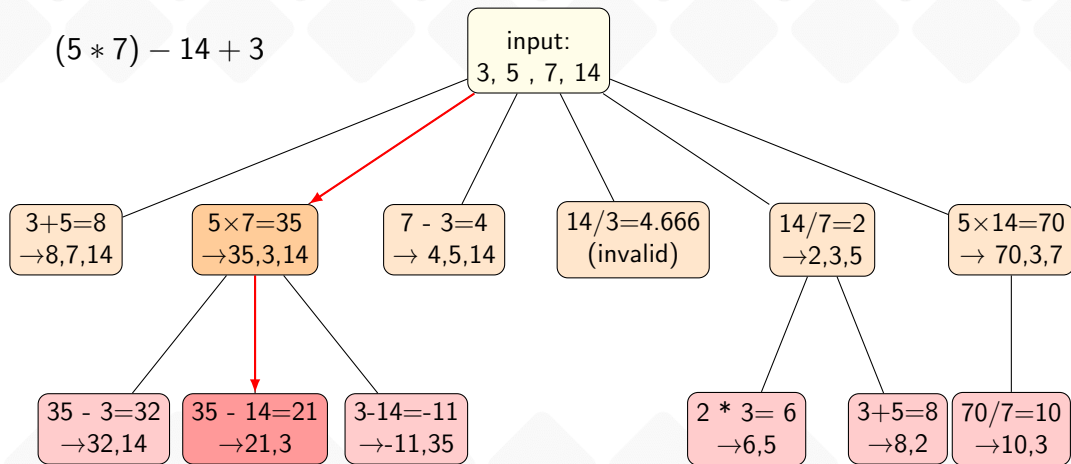 (5 ∗ 7) − 14 + 3
input:
3, 5 , 7, 14
3+5=8
→8,7,14
5×7=35
→35,3,14
7 - 3=4
→ 4,5,14
14/3=4.666
(invalid)
14/7=2
→2,3,5
5×14=70
→ 70,3,7
35 - 3=32
→32,14
35 - 14=21
→21,3
3-14=-11
→-11,35
2 * 3= 6
→6,5
3+5=8
→8,2
70/7=10
→10,3